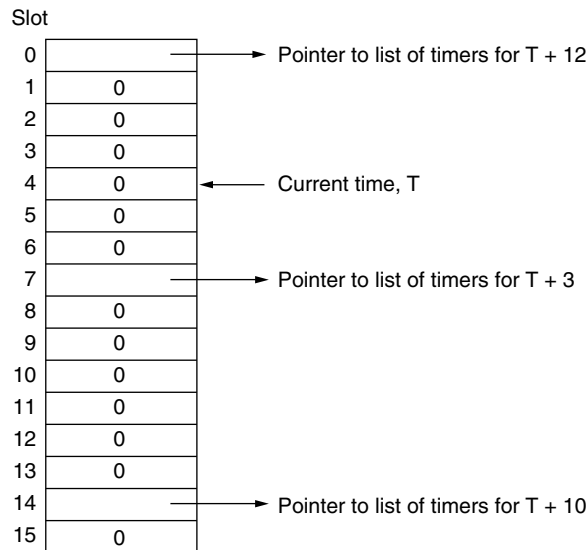 Slot
0 Pointer to list of timers for T + 12
1 0
2 0
3 0
4 0 Current time, T
5 0
6 0
7 Pointer to list of timers for T + 3
8 0
9 0
10 0
11 0
12 0
13 0
14 Pointer to list of timers for T + 10
15 0